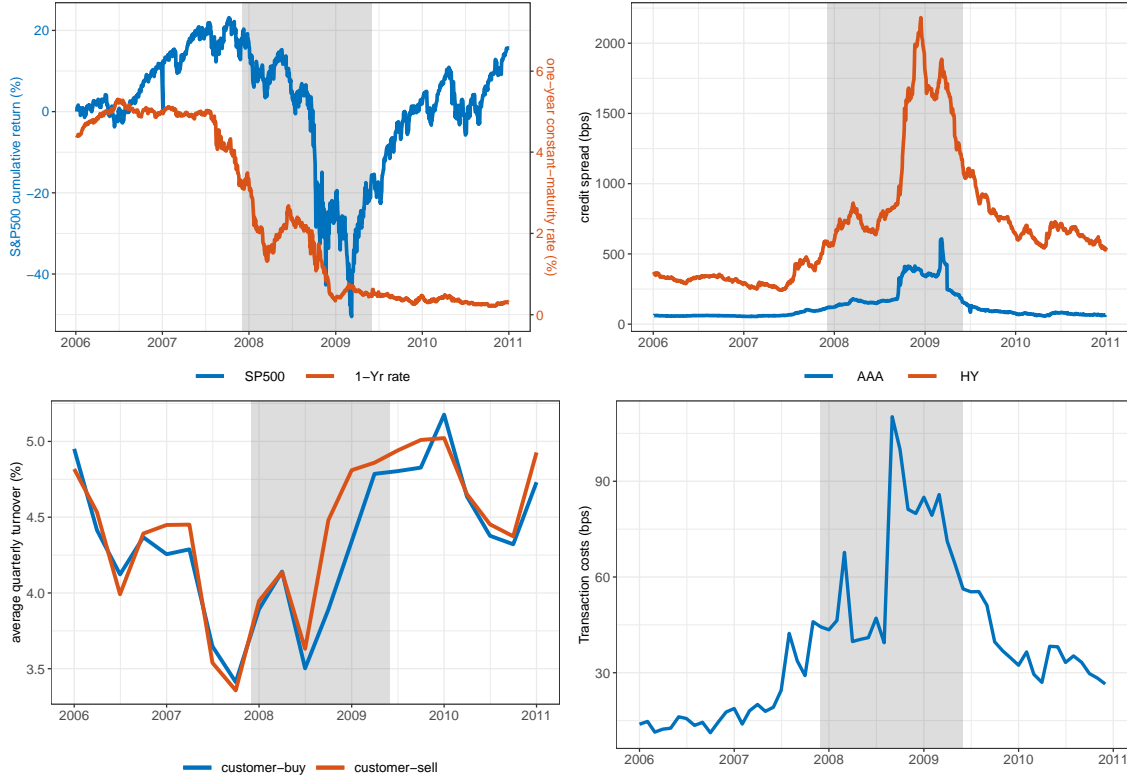 20
0
−20
−40
6
4
2
0
S&P500 cumulative return (%)
one−year constant−maturity rate (%)
2006 2007 2008 2009 2010 2011
SP500 1−Yr rate
2000
1500
1000
500
0
credit spread (bps)
2006 2007 2008 2009 2010 2011
AAA HY
5.0
4.5
4.0
3.5
average quarterly turnover (%)
2006 2007 2008 2009 2010 2011
customer−buy customer−sell
90
60
30
Transaction costs (bps)
2006 2007 2008 2009 2010 2011